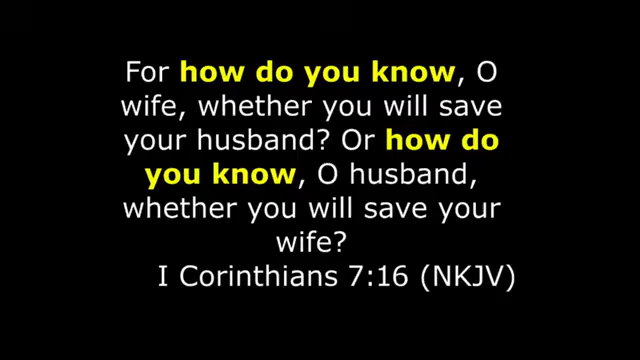 For how do you know, O
wife, whether you will save
your husband? Or how do
you know, O husband,
whether you will save your
wife?
I Corinthians 7:16 (NKJV)